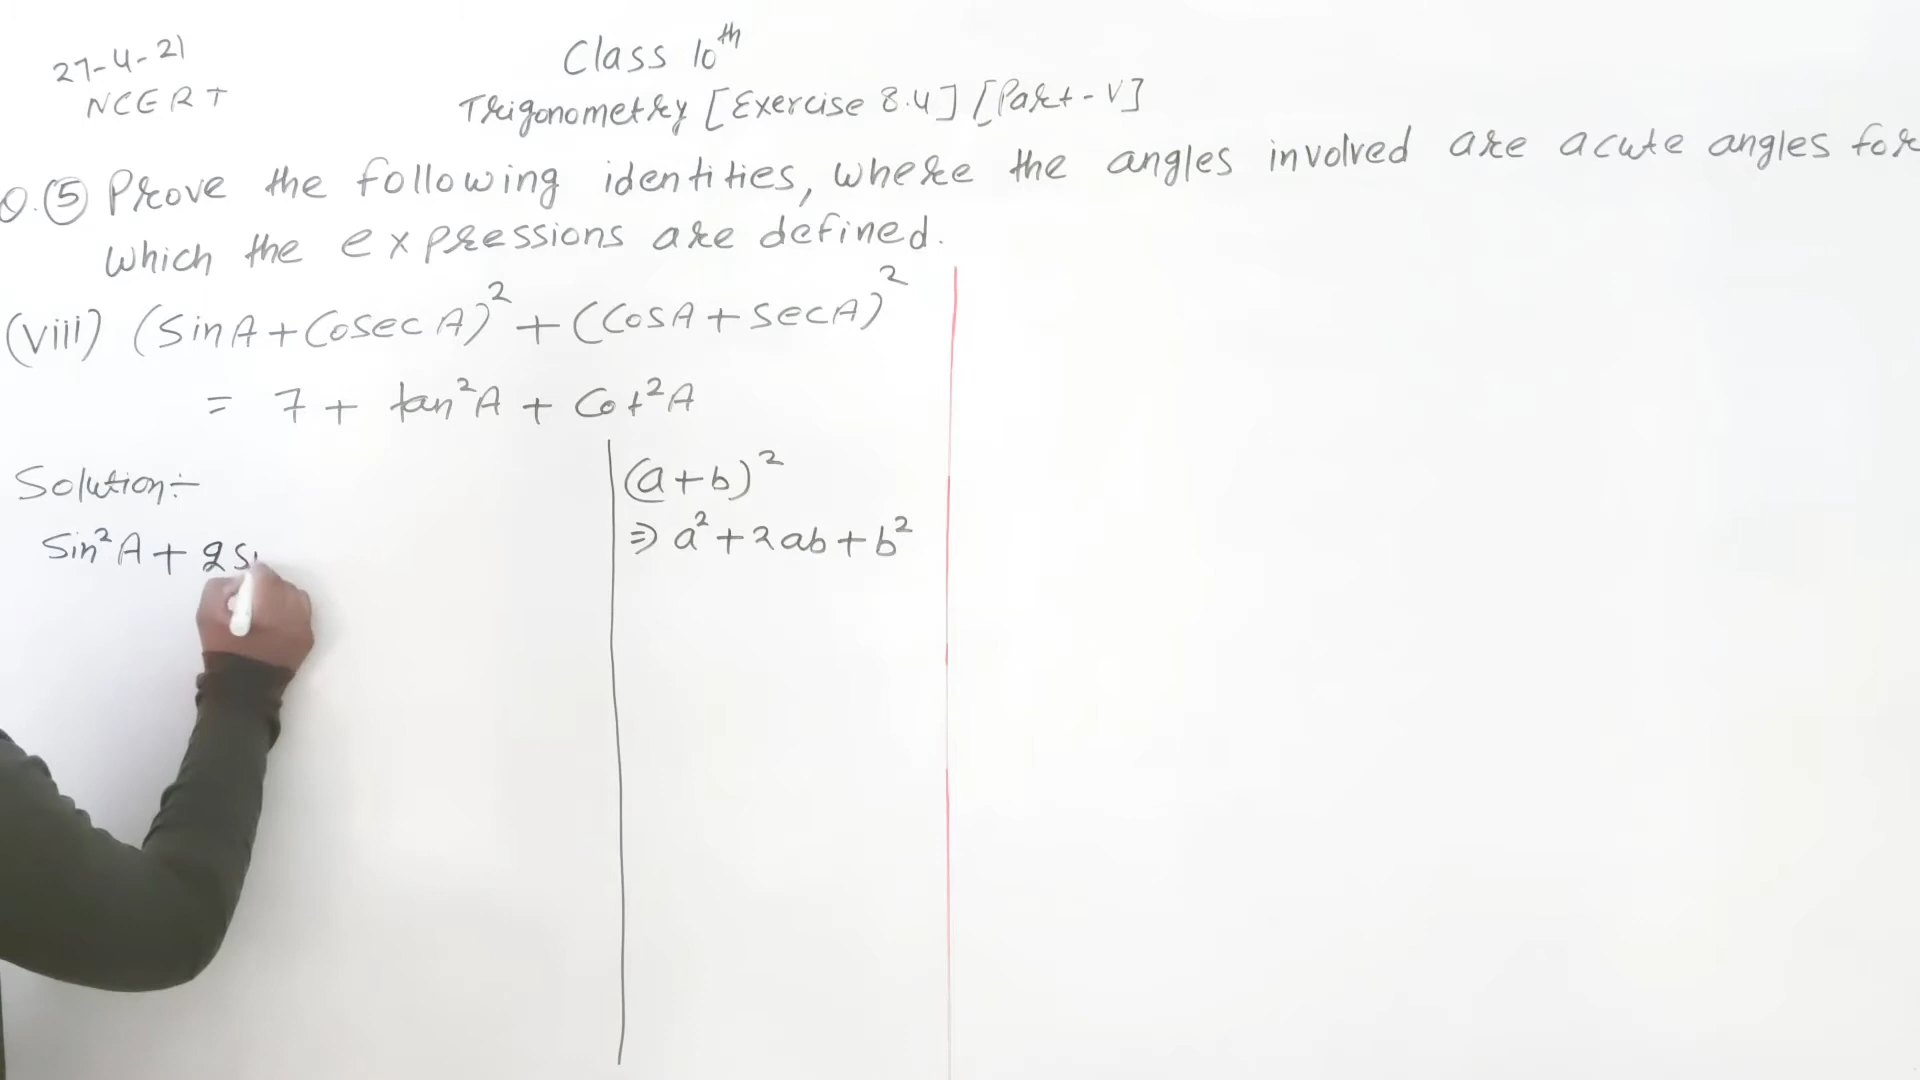 27-4-21
NCERT
Class 10th
Trigonometry [Exercise 8.4] [Part-V]
Q.(5) Prove the following identities, where the angles involved are acute angles for
which the expressions are defined.
(viii) (SinA+CosecA)² + (CosA+secA)²
= 7 + tan²A + Cot²A
Solution:-
Sin²A + 2Si
(a+b)²
⇒ a²+2ab+b²